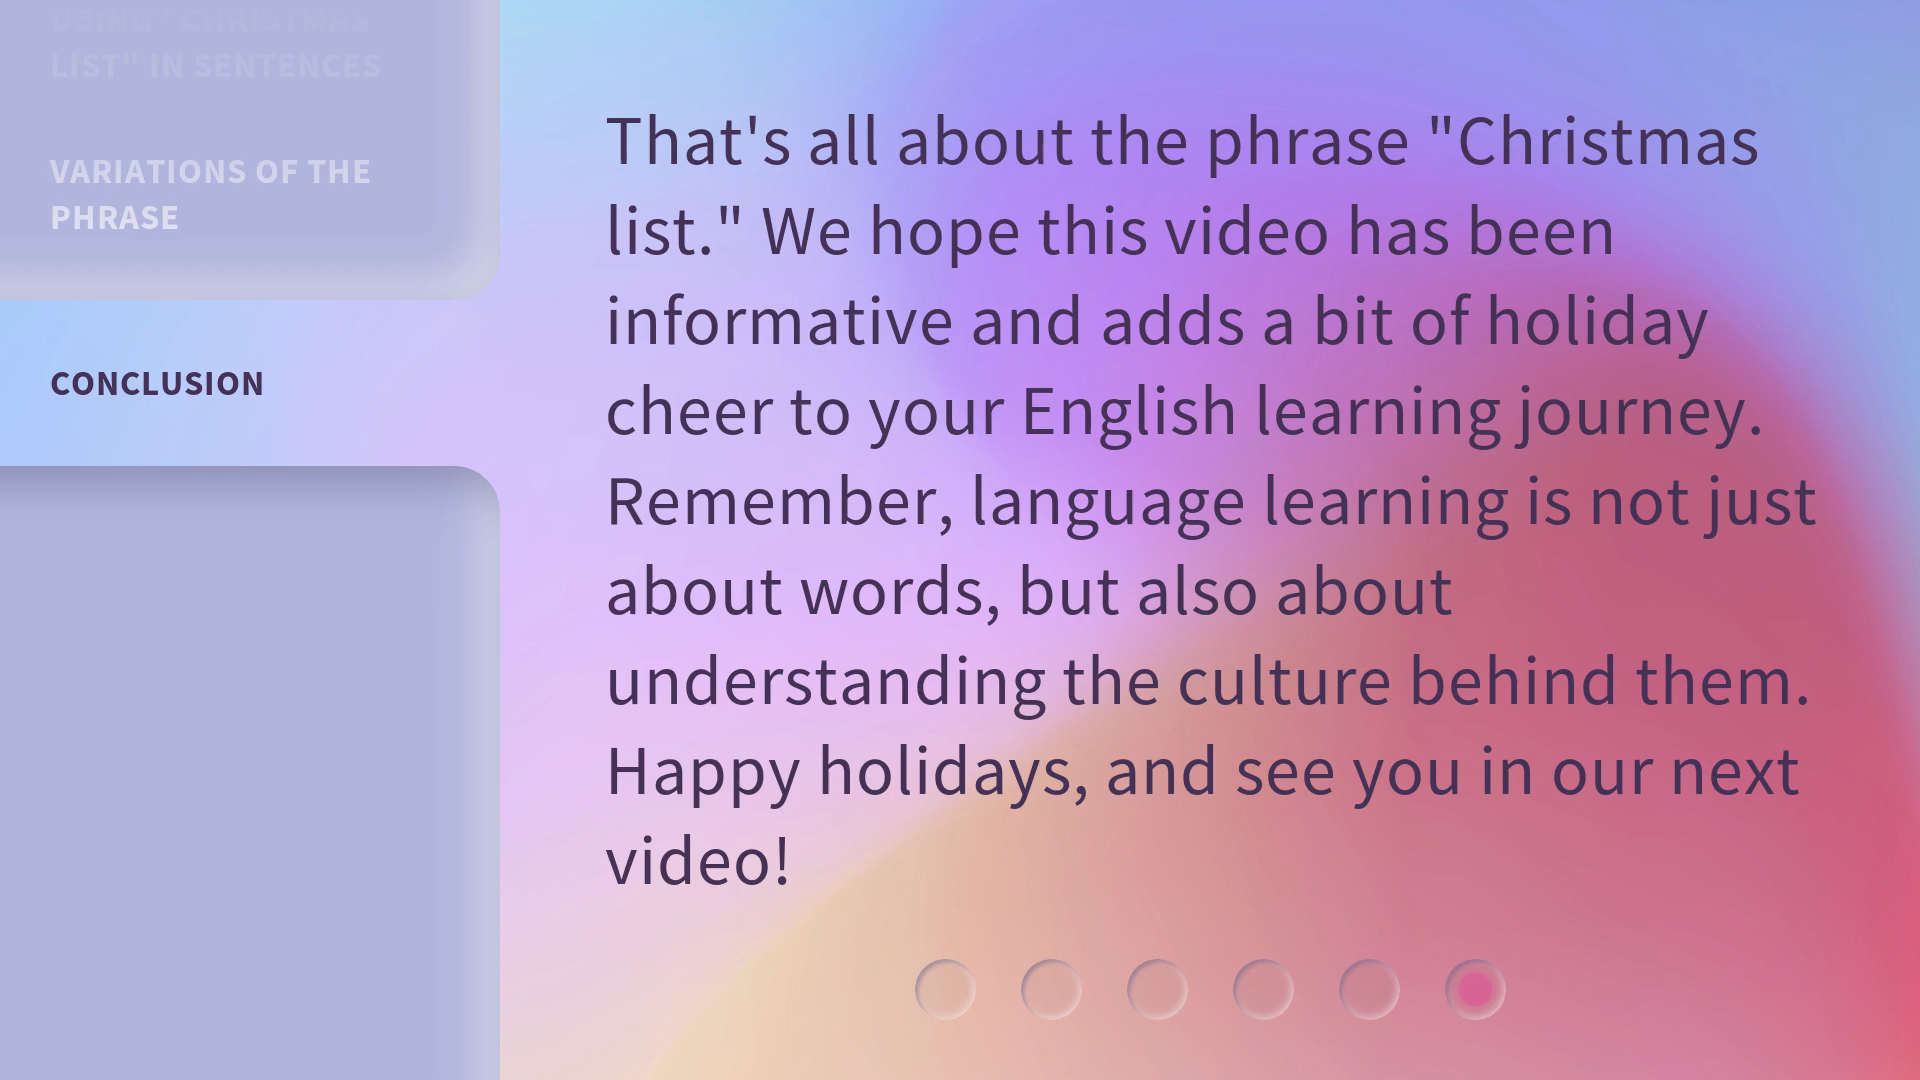 USING "CHRISTMAS
LIST" IN SENTENCES
VARIATIONS OF THE
PHRASE
CONCLUSION
That's all about the phrase "Christmas
list." We hope this video has been
informative and adds a bit of holiday
cheer to your English learning journey.
Remember, language learning is not just
about words, but also about
understanding the culture behind them.
Happy holidays, and see you in our next
video!